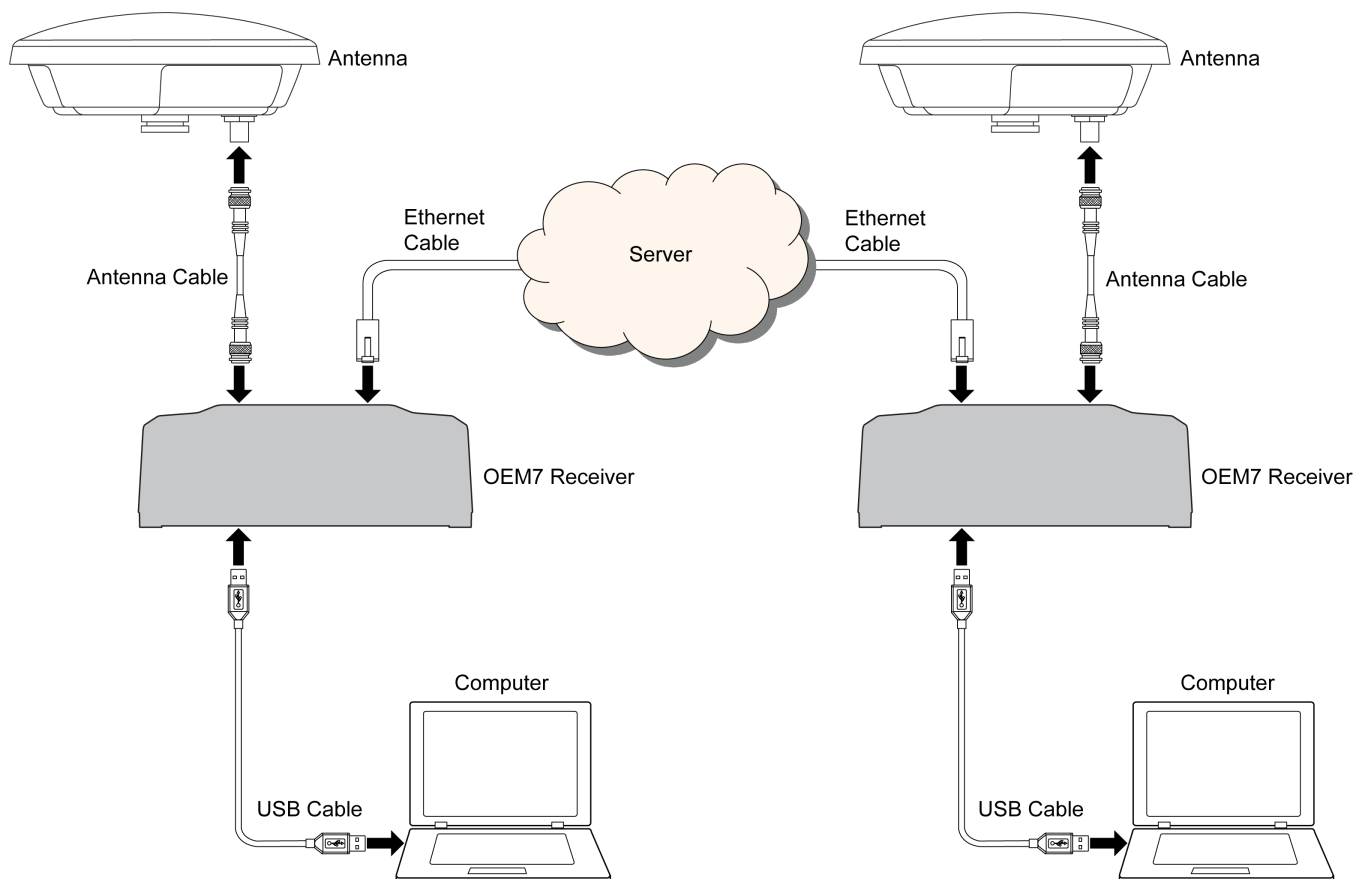 Antenna
Antenna
Ethernet
Cable
Ethernet
Cable
Server
Antenna Cable
Antenna Cable
OEM7 Receiver
OEM7 Receiver
Computer
Computer
USB Cable
USB Cable